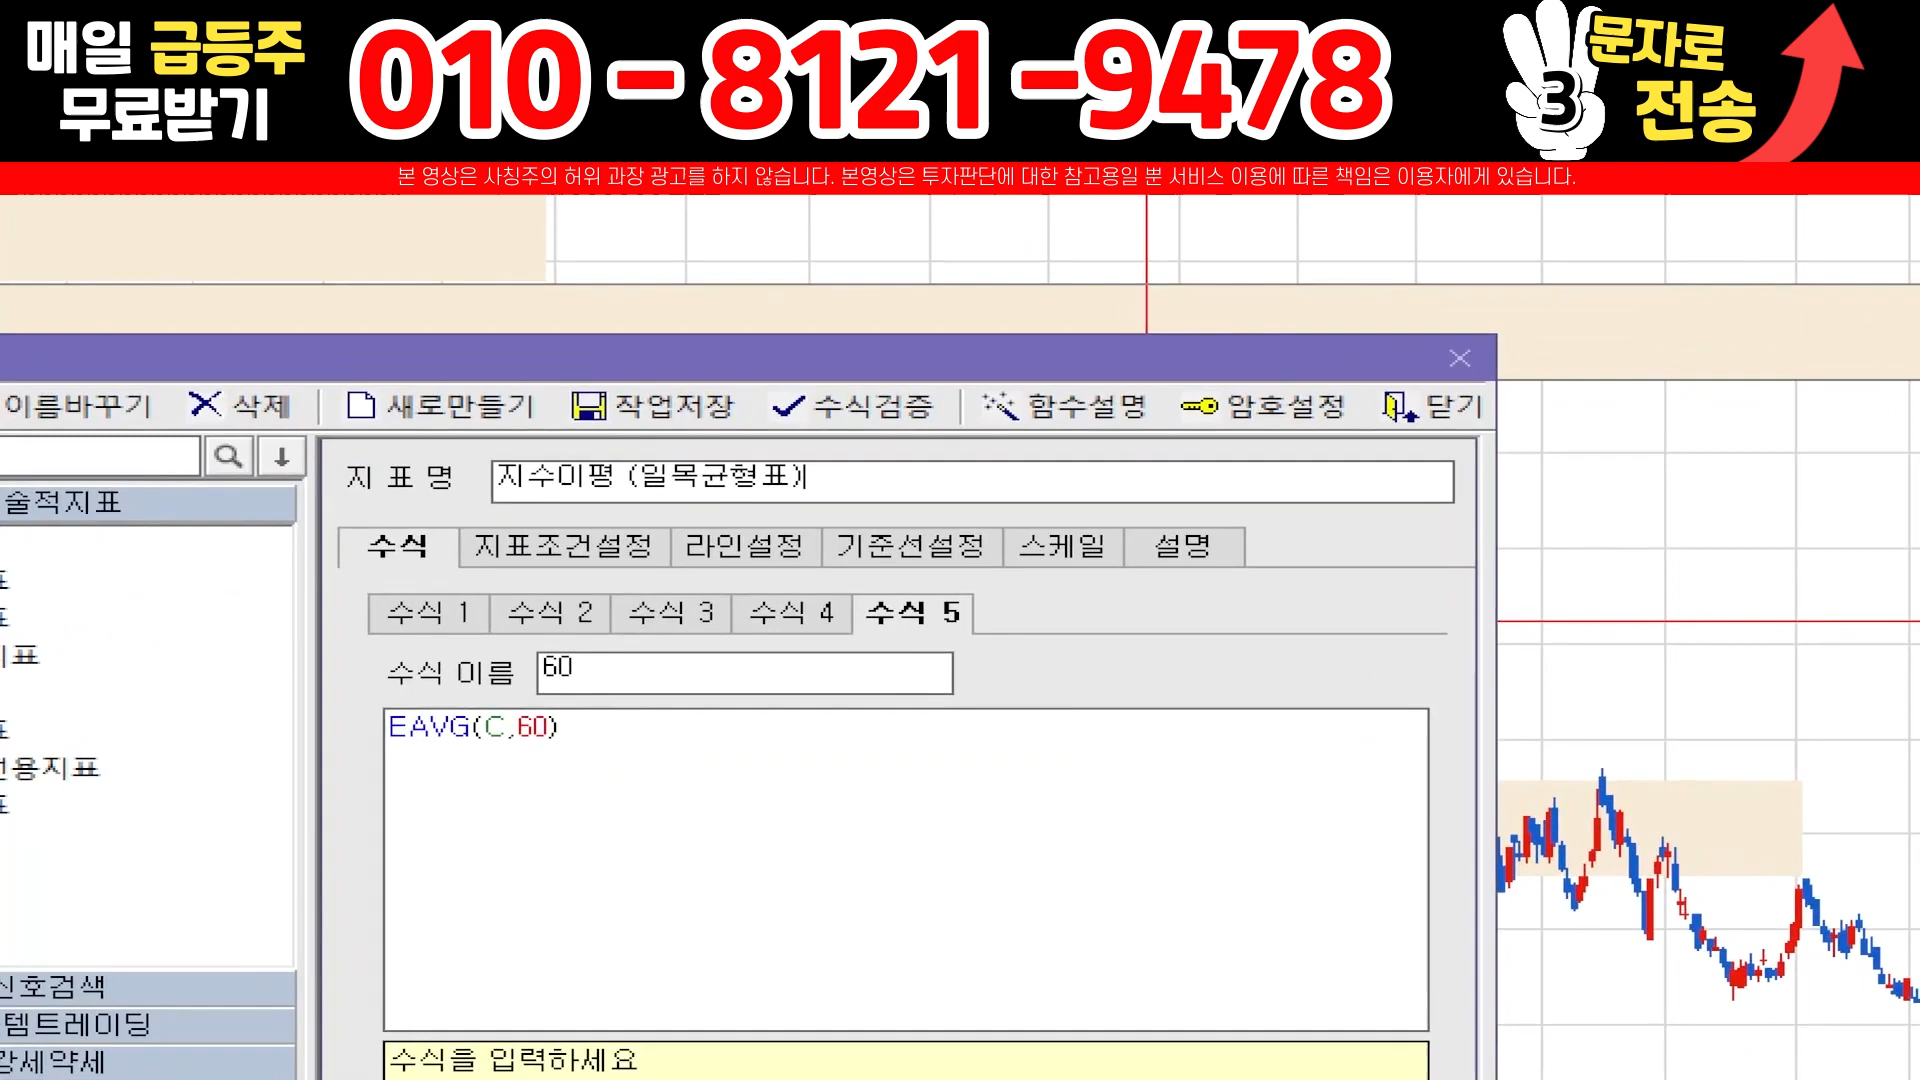 매일 급등주
무료받기
010-8121-9478
3
문자로
전송
본 영상은 사칭주의 허위 과장 광고를 하지 않습니다. 본영상은 투자판단에 대한 참고용일 뿐 서비스 이용에 따른 책임은 이용자에게 있습니다.
이름바꾸기 삭제 새로만들기 작업저장 수식검증 함수설명 암호설정 닫기
지 표 명 지수이평 (일목균형표)
술적지표
수식 지표조건설정 라인설정 기준선설정 스케일 설명
수식 1 수식 2 수식 3 수식 4 수식 5
표
표
지표
표
전용지표
표
수식 이름 60
EAVG(C,60)
신호검색
템트레이딩
강세약세
수식을 입력하세요